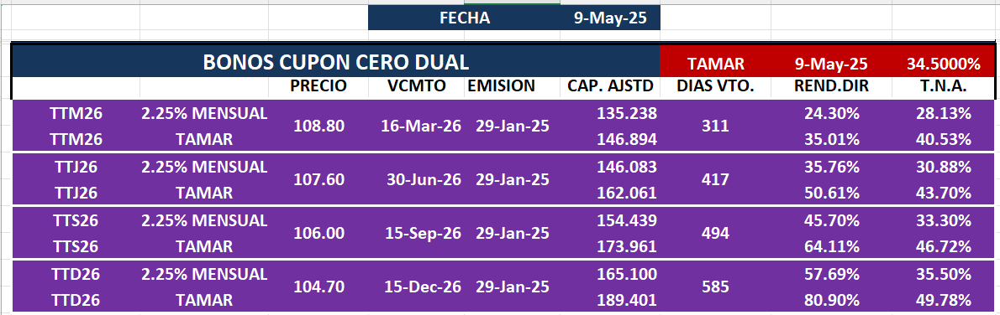 FECHA 9-May-25
BONOS CUPON CERO DUAL TAMAR 9-May-25 34.5000%
PRECIO VCMTO EMISION CAP. AJSTD DIAS VTO. REND.DIR T.N.A.
TTM26 2.25% MENSUAL 108.80 16-Mar-26 29-Jan-25 135.238 311 24.30% 28.13%
TTM26 TAMAR 146.894 35.01% 40.53%
TTJ26 2.25% MENSUAL 107.60 30-Jun-26 29-Jan-25 146.083 417 35.76% 30.88%
TTJ26 TAMAR 162.061 50.61% 43.70%
TTS26 2.25% MENSUAL 106.00 15-Sep-26 29-Jan-25 154.439 494 45.70% 33.30%
TTS26 TAMAR 173.961 64.11% 46.72%
TTD26 2.25% MENSUAL 104.70 15-Dec-26 29-Jan-25 165.100 585 57.69% 35.50%
TTD26 TAMAR 189.401 80.90% 49.78%